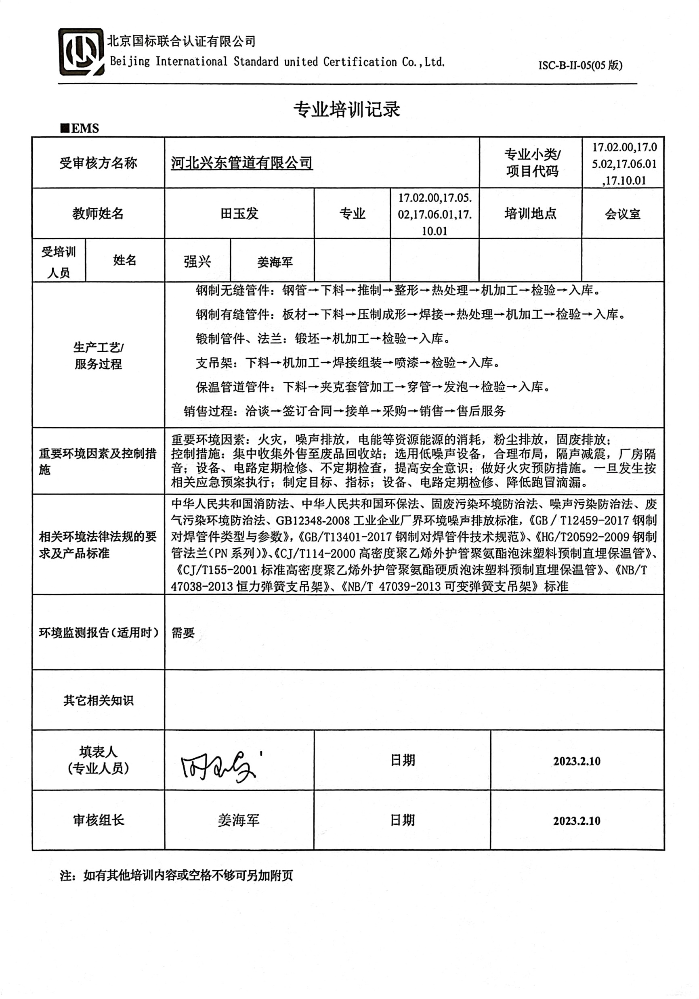 北京国标联合认证有限公司
Beijing International Standard united Certification Co.,Ltd.
ISC-B-II-05(05 版)
专业培训记录
■EMS
受审核方名称
河北兴东管道有限公司
专业小类/
项目代码
17.02.00,17.0
5.02,17.06.01
,17.10.01
教师姓名
田玉发
专业
17.02.00,17.05.
02,17.06.01,17.
10.01
培训地点
会议室
受培训
人员
姓名
强兴
姜海军
生产工艺/
服务过程
钢制无缝管件：钢管→下料→推制→整形→热处理→机加工→检验→入库。
钢制有缝管件：板材→下料→压制成形→焊接→热处理→机加工→检验→入库。
锻制管件、法兰：锻坯→机加工→检验→入库。
支吊架：下料→机加工→焊接组装→喷漆→检验→入库。
保温管道管件：下料→夹克套管加工→穿管→发泡→检验→入库。
销售过程：洽谈→签订合同→接单→采购→销售→售后服务
重要环境因素及控制措
施
重要环境因素：火灾，噪声排放，电能等资源能源的消耗，粉尘排放，固废排放；
控制措施：集中收集外售至废品回收站；选用低噪声设备，合理布局，隔声减震，厂房隔
音；设备、电路定期检修、不定期检查，提高安全意识；做好火灾预防措施。一旦发生按
相关应急预案执行；制定目标、指标；设备、电路定期检修、降低跑冒滴漏。
相关环境法律法规的要
求及产品标准
中华人民共和国消防法、中华人民共和国环保法、固废污染环境防治法、噪声污染防治法、废
气污染环境防治法、GB12348-2008 工业企业厂界环境噪声排放标准，《GB／T12459-2017 钢制
对焊管件类型与参数》，《GB/T13401-2017 钢制对焊管件技术规范》、《HG/T20592-2009 钢制
管法兰（PN 系列）》、《CJ/T114-2000 高密度聚乙烯外护管聚氨酯泡沫塑料预制直埋保温管》、
《CJ/T155-2001 标准高密度聚乙烯外护管聚氨酯硬质泡沫塑料预制直埋保温管》、《NB/T
47038-2013 恒力弹簧支吊架》、《NB/T 47039-2013 可变弹簧支吊架》标准
环境监测报告（适用时）
需要
其它相关知识
填表人
(专业人员)
田玉发
日期
2023.2.10
审核组长
姜海军
日期
2023.2.10
注：如有其他培训内容或空格不够可另加附页